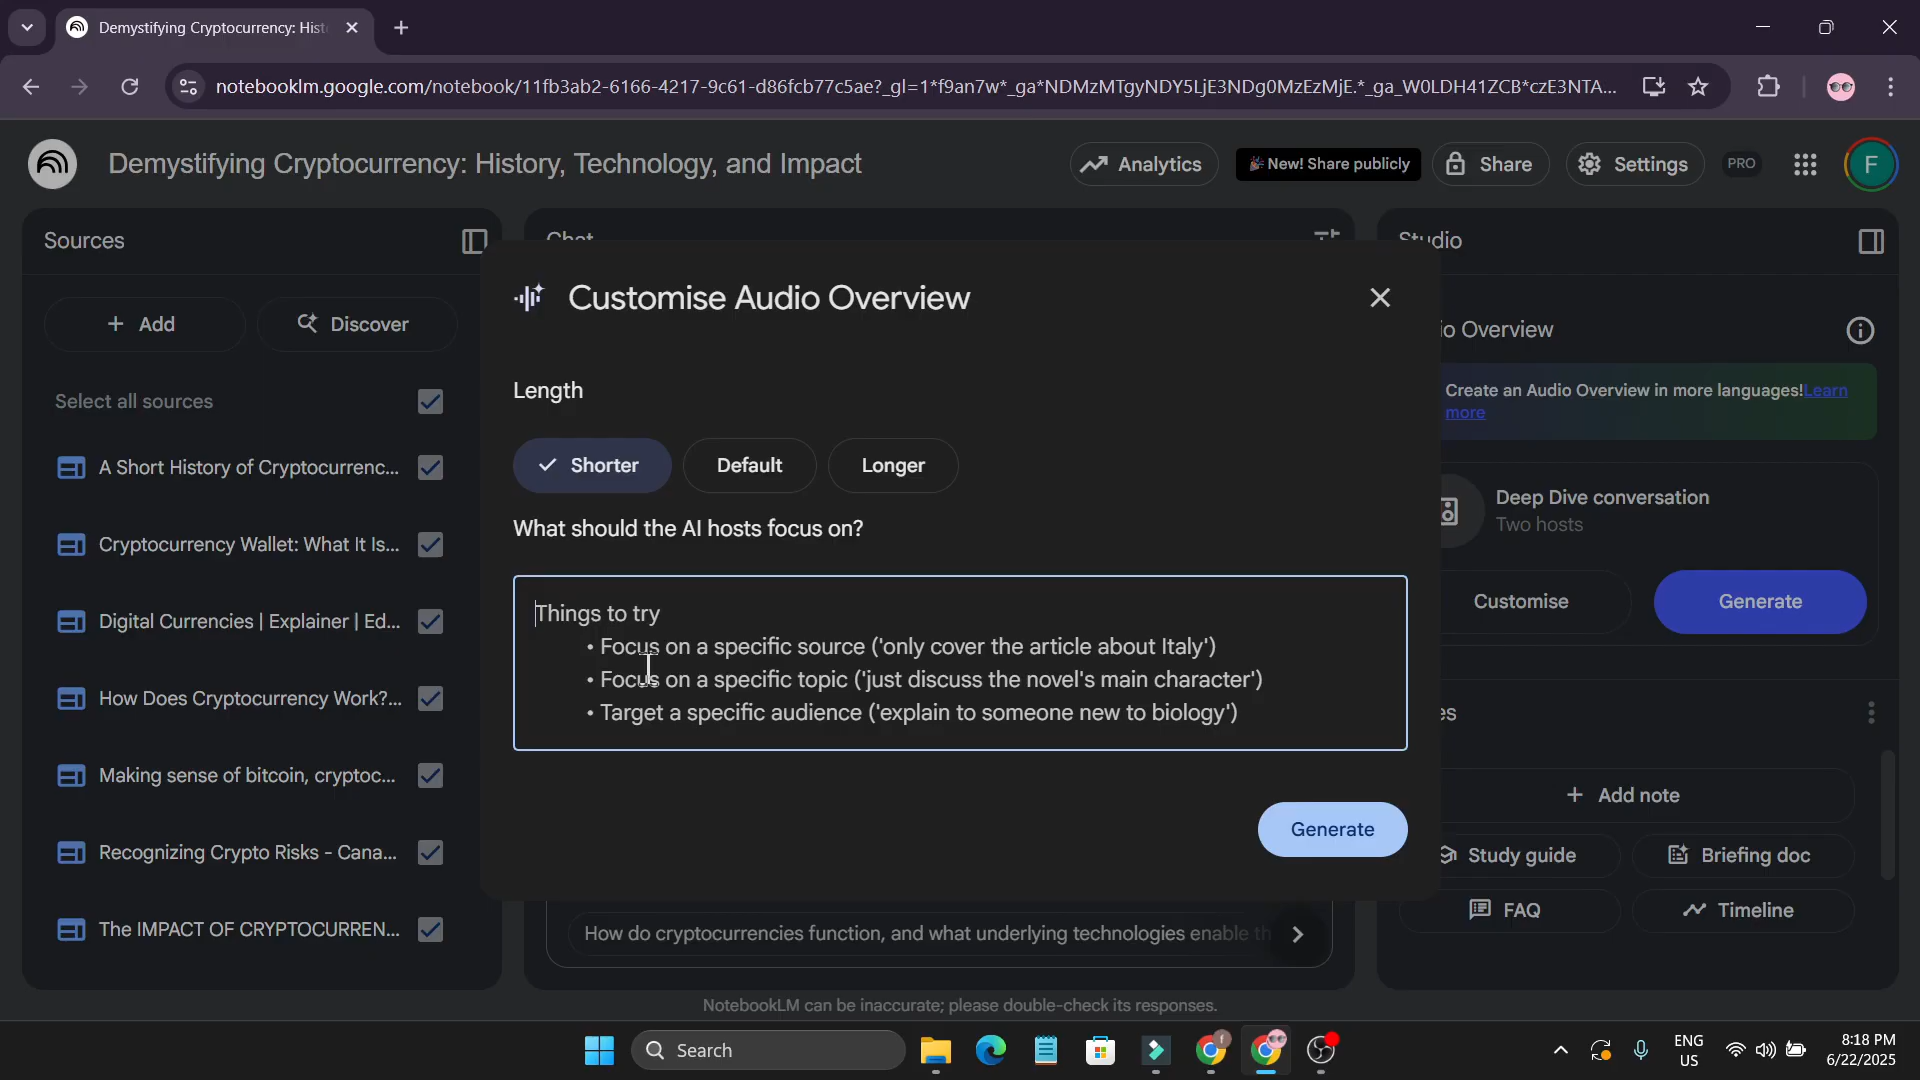 Demystifying Cryptocurrency: Hist
notebooklm.google.com/notebook/11fb3ab2-6166-4217-9c61-d86fcb77c5ae?_gl=1*f9an7w*_ga*NDMzMTgyNDY5LjE3NDg0MzEzMjE.*_ga_W0LDH41ZCB*czE3NTA...
Demystifying Cryptocurrency: History, Technology, and Impact
Analytics
New! Share publicly
Share
Settings
PRO
F
Sources
Chat
Studio
Add
Discover
Select all sources
A Short History of Cryptocurrenc...
Cryptocurrency Wallet: What It Is...
Digital Currencies | Explainer | Ed...
How Does Cryptocurrency Work?...
Making sense of bitcoin, cryptoc...
Recognizing Crypto Risks - Cana...
The IMPACT OF CRYPTOCURREN...
Customise Audio Overview
Length
Shorter
Default
Longer
What should the AI hosts focus on?
Things to try
• Focus on a specific source ('only cover the article about Italy')
• Focus on a specific topic ('just discuss the novel's main character')
• Target a specific audience ('explain to someone new to biology')
Generate
How do cryptocurrencies function, and what underlying technologies enable th
io Overview
Create an Audio Overview in more languages!Learn
more
Deep Dive conversation
Two hosts
Customise
Generate
es
Add note
Study guide
Briefing doc
FAQ
Timeline
NotebookLM can be inaccurate; please double-check its responses.
Search
f
ENG
US
8:18 PM
6/22/2025